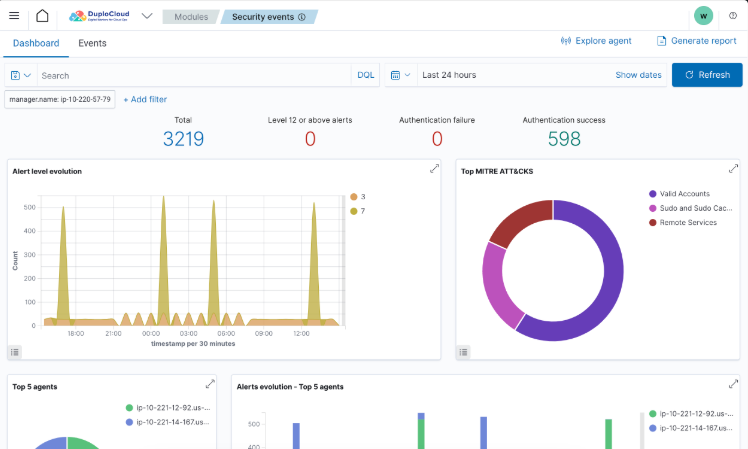 DuploCloud
Modules
Security events
w
Dashboard
Events
Explore agent
Generate report
Search
DQL
Last 24 hours
Show dates
Refresh
manager.name: ip-10-220-57-79
+ Add filter
Total
Level 12 or above alerts
Authentication failure
Authentication success
3219
0
0
598
Alert level evolution
3
7
500
400
300
200
100
0
Count
18:00
21:00
00:00
03:00
06:00
09:00
12:00
timestamp per 30 minutes
Top MITRE ATT&CKS
Valid Accounts
Sudo and Sudo Cac...
Remote Services
Top 5 agents
ip-10-221-12-92.us-...
ip-10-221-14-167.us...
Alerts evolution - Top 5 agents
500
400
ip-10-221-12-92.us-...
ip-10-221-14-167.us...